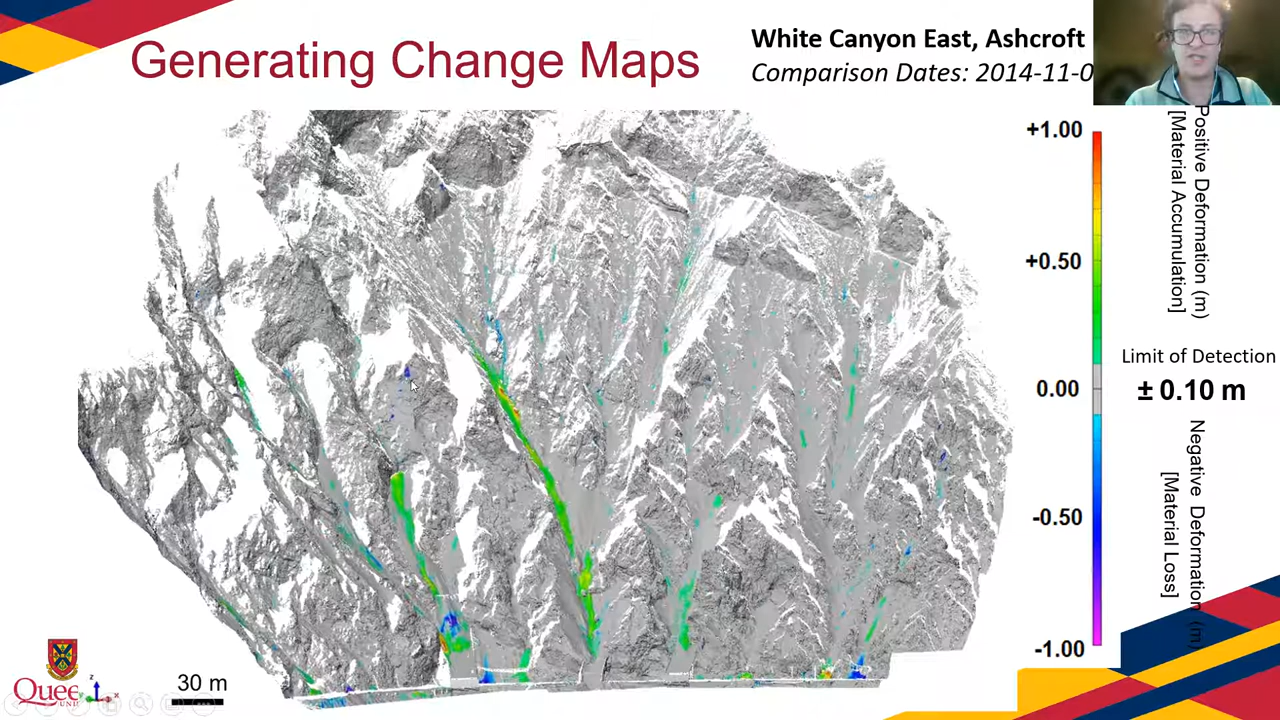 Generating Change Maps
White Canyon East, Ashcroft
Comparison Dates: 2014-11-0
+1.00
+0.50
0.00
-0.50
-1.00
Positive Deformation (m)
[Material Accumulation]
Limit of Detection
± 0.10 m
Negative Deformation (m)
[Material Loss]
30 m
Quee
z
x